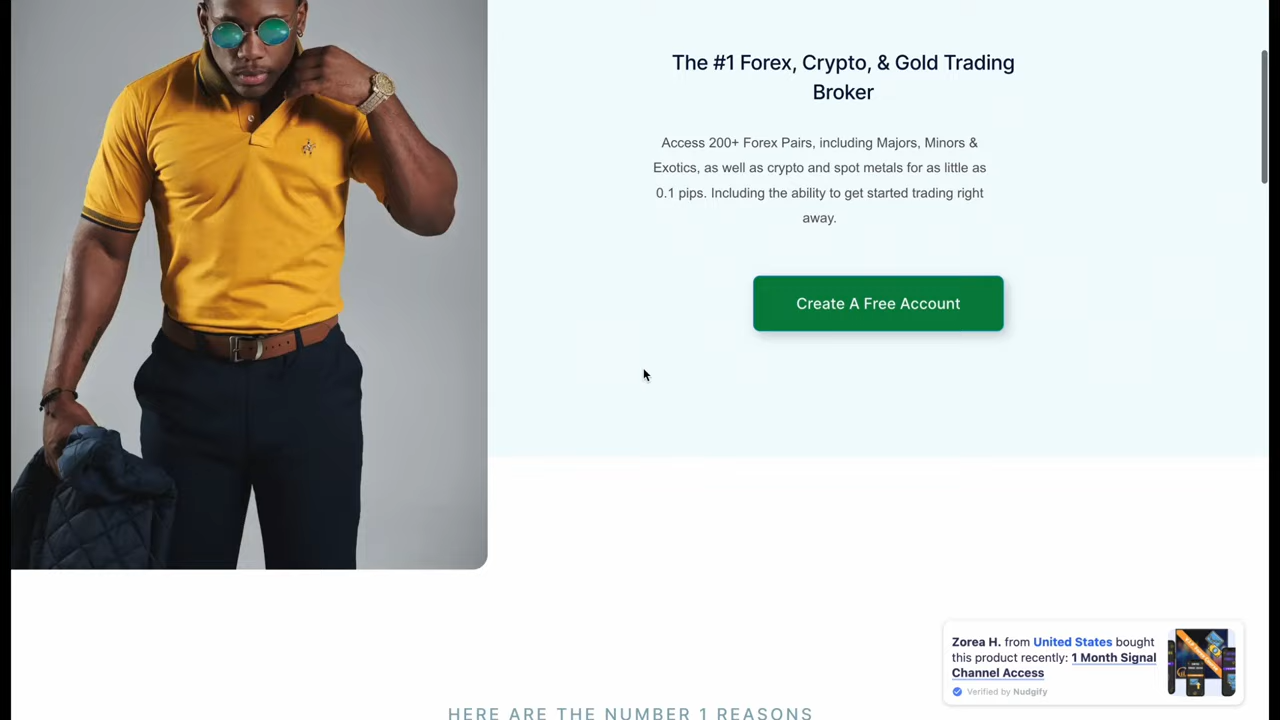 The #1 Forex, Crypto, & Gold Trading
Broker
Access 200+ Forex Pairs, including Majors, Minors &
Exotics, as well as crypto and spot metals for as little as
0.1 pips. Including the ability to get started trading right
away.
Create A Free Account
Zorea H. from United States bought
this product recently: 1 Month Signal
Channel Access
Verified by Nudgify
HERE ARE THE NUMBER 1 REASONS